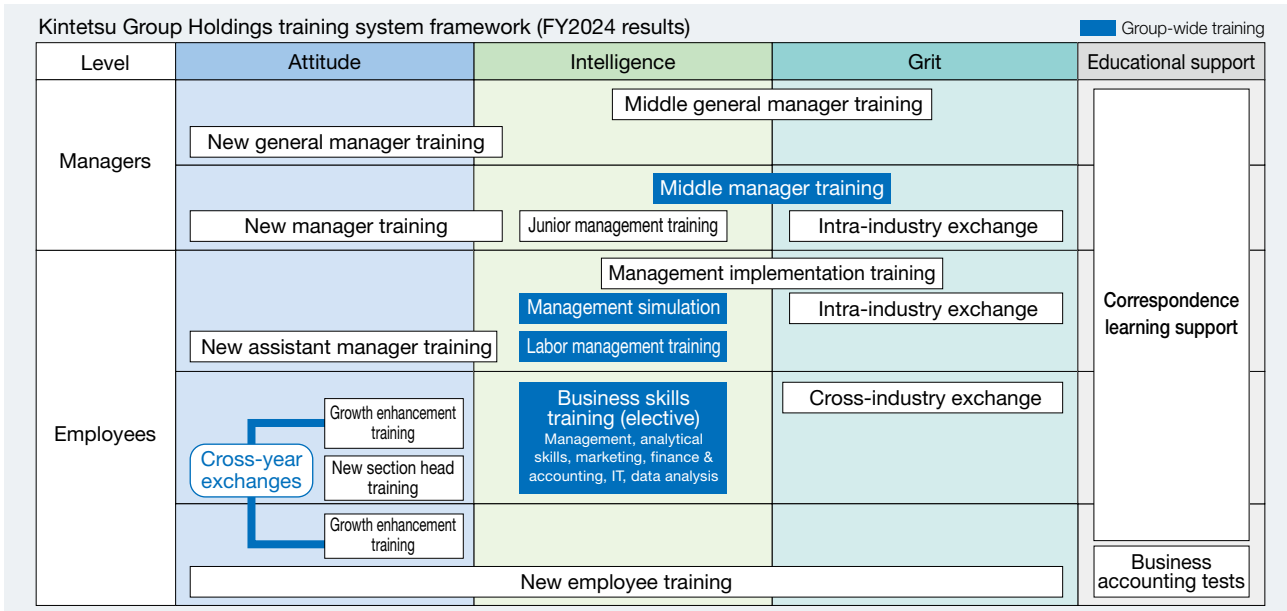 Kintetsu Group Holdings training system framework (FY2024 results)
Group-wide training
Level
Attitude
Intelligence
Grit
Educational support
Managers
Middle general manager training
New general manager training
Middle manager training
New manager training
Junior management training
Intra-industry exchange
Employees
Management implementation training
Management simulation
Intra-industry exchange
New assistant manager training
Labor management training
Growth enhancement
training
Cross-year
exchanges
New section head
training
Growth enhancement
training
Business skills
training (elective)
Management, analytical
skills, marketing, finance &
accounting, IT, data analysis
Cross-industry exchange
New employee training
Correspondence
learning support
Business
accounting tests